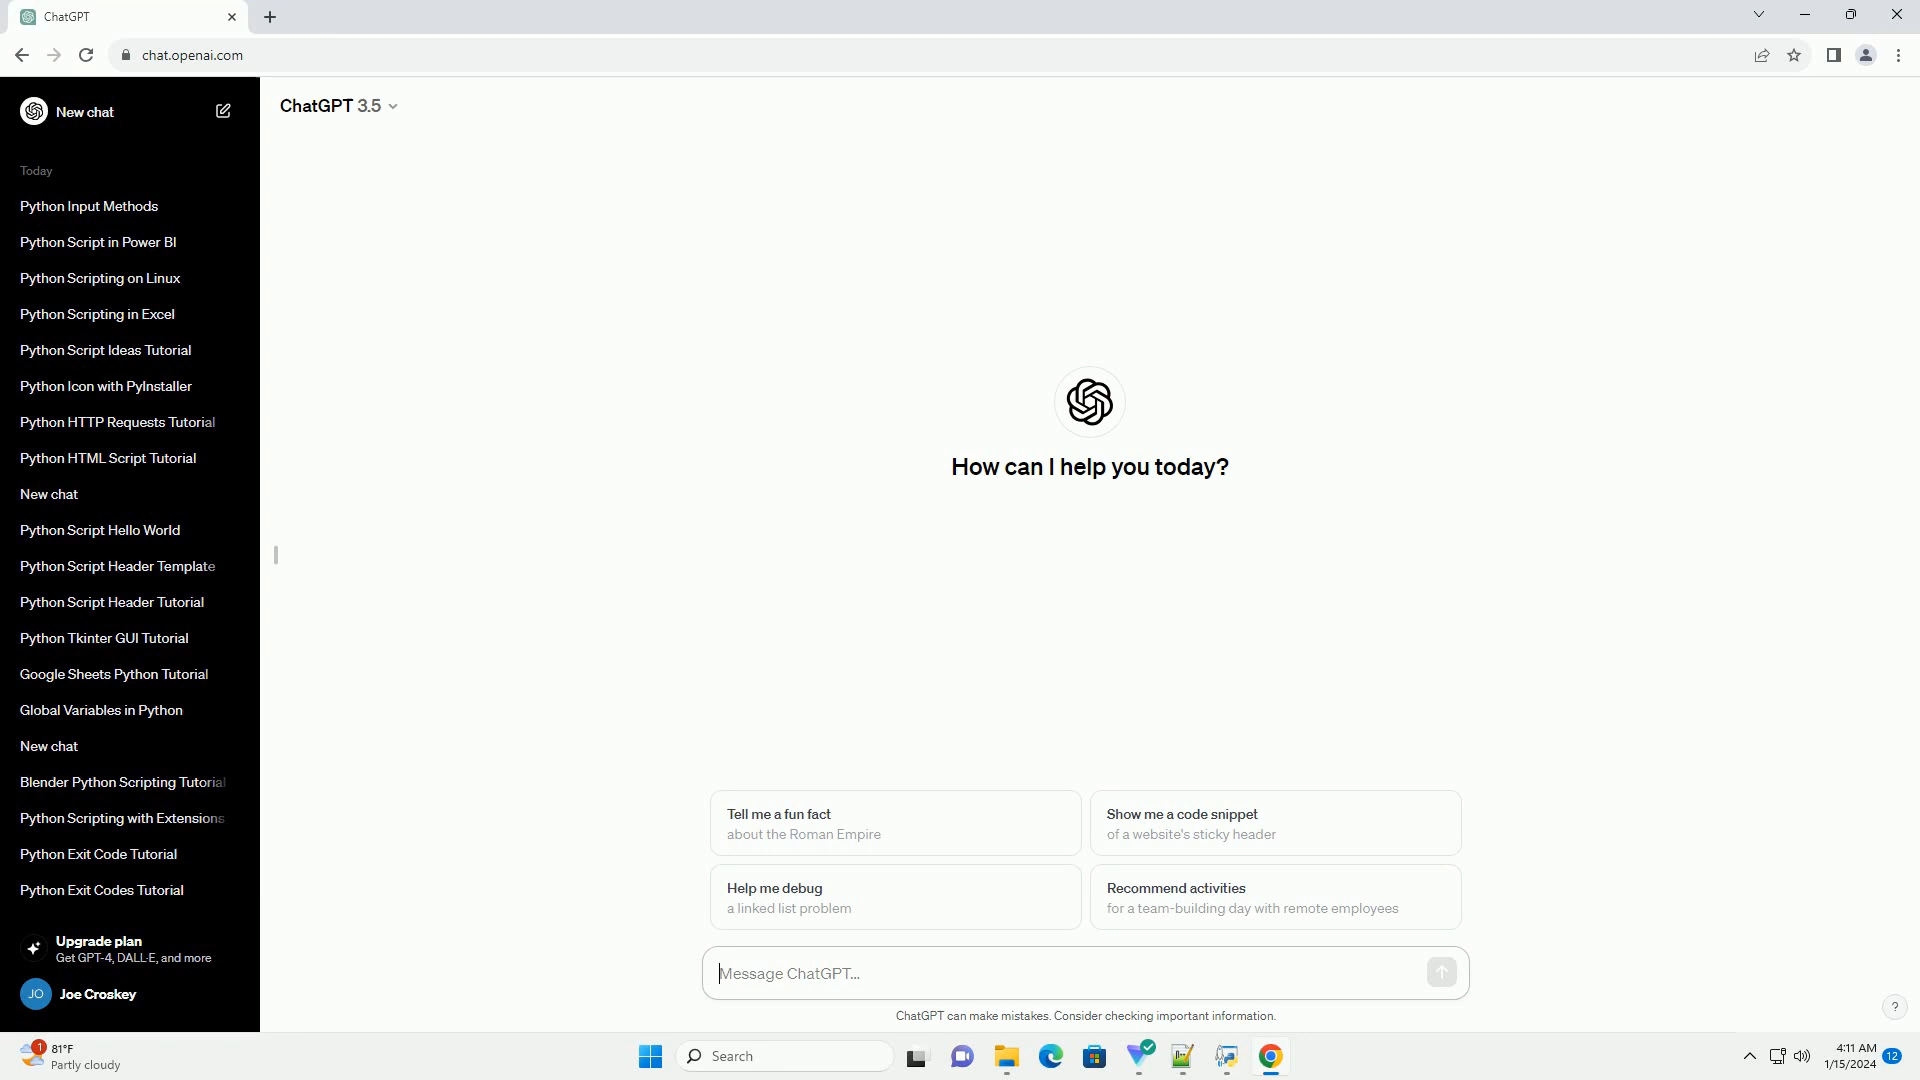 ChatGPT
chat.openai.com
New chat
ChatGPT 3.5
Today
Python Input Methods
Python Script in Power BI
Python Scripting on Linux
Python Scripting in Excel
Python Script Ideas Tutorial
Python Icon with PyInstaller
Python HTTP Requests Tutorial
Python HTML Script Tutorial
New chat
Python Script Hello World
Python Script Header Template
Python Script Header Tutorial
Python Tkinter GUI Tutorial
Google Sheets Python Tutorial
Global Variables in Python
New chat
Blender Python Scripting Tutorial
Python Scripting with Extensions
Python Exit Code Tutorial
Python Exit Codes Tutorial
Upgrade plan
Get GPT-4, DALL·E, and more
JO Joe Croskey
How can I help you today?
Tell me a fun fact
about the Roman Empire
Show me a code snippet
of a website's sticky header
Help me debug
a linked list problem
Recommend activities
for a team-building day with remote employees
Message ChatGPT...
ChatGPT can make mistakes. Consider checking important information.
?
1
81°F
Partly cloudy
Search
4:11 AM
1/15/2024
12